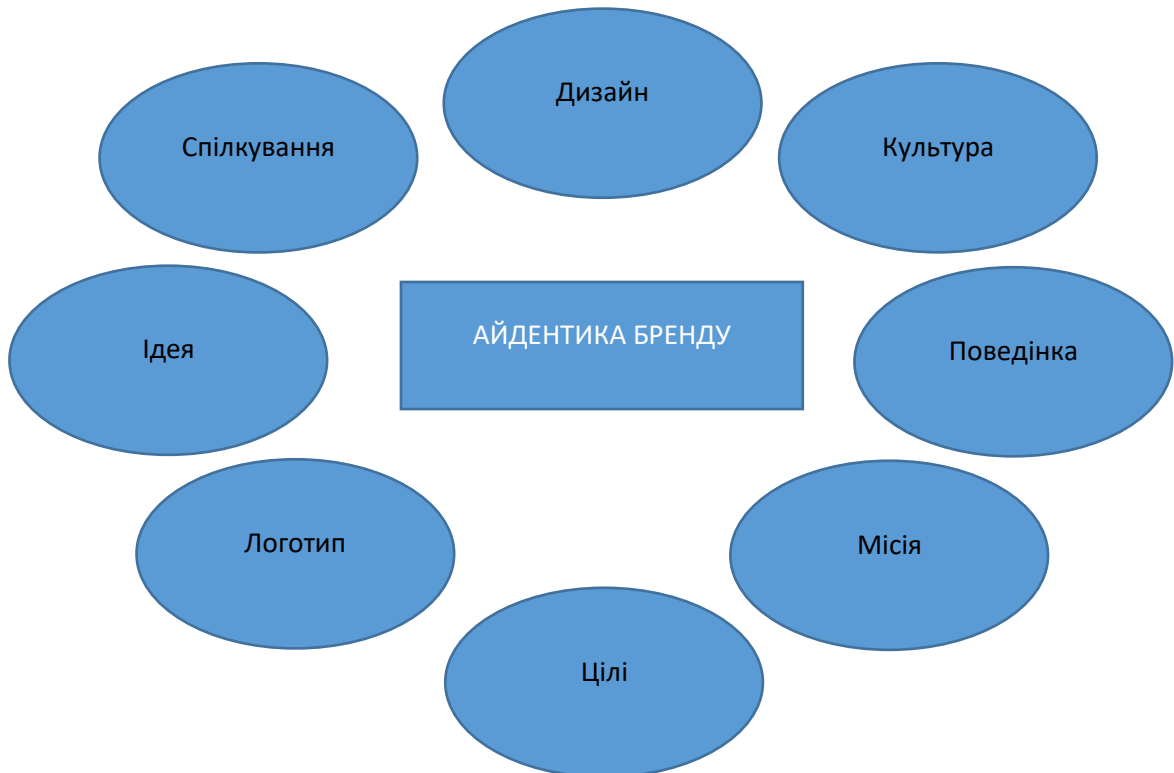 Дизайн
Спілкування
Культура
АЙДЕНТИКА БРЕНДУ
Ідея
Поведінка
Логотип
Місія
Цілі